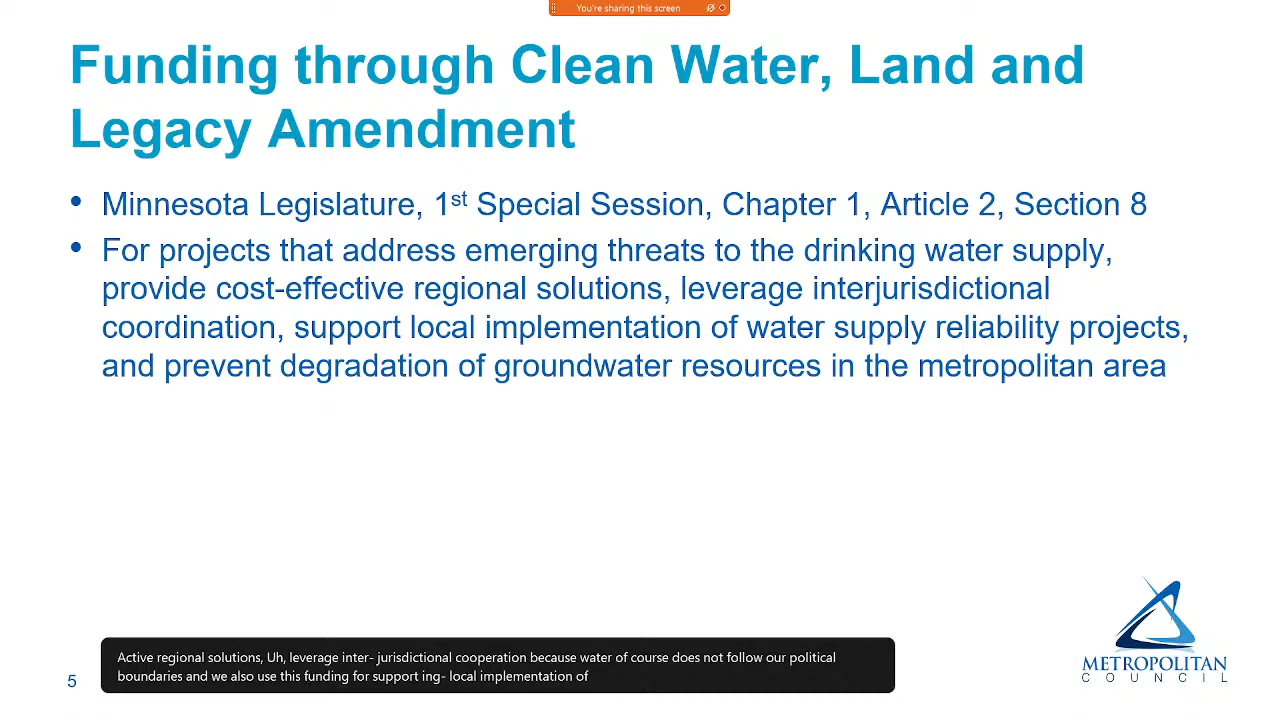 You're sharing this screen
Funding through Clean Water, Land and
Legacy Amendment
• Minnesota Legislature, 1st Special Session, Chapter 1, Article 2, Section 8
• For projects that address emerging threats to the drinking water supply,
provide cost-effective regional solutions, leverage interjurisdictional
coordination, support local implementation of water supply reliability projects,
and prevent degradation of groundwater resources in the metropolitan area
Active regional solutions, Uh, leverage inter- jurisdictional cooperation because water of course does not follow our political
boundaries and we also use this funding for support ing- local implementation of
5
METROPOLITAN
COUNCIL